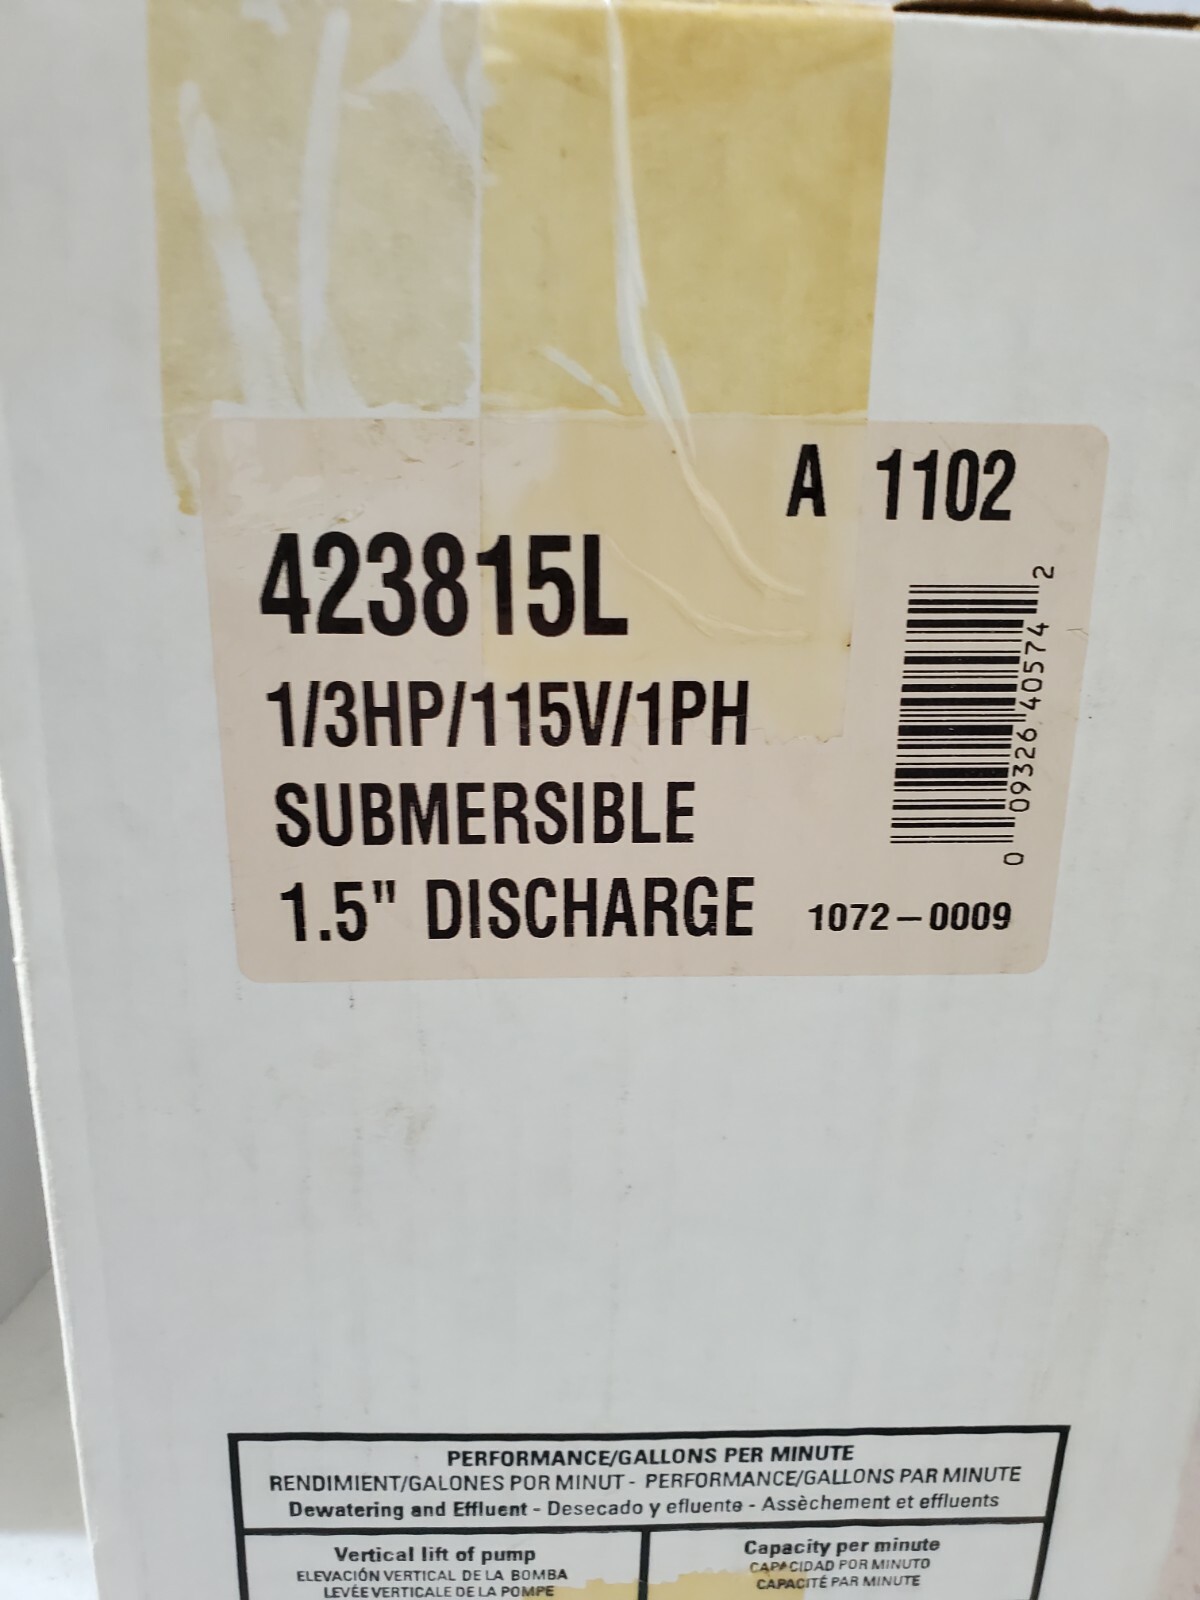 A 1102
423815L
1/3HP/115V/1PH
SUBMERSIBLE
1.5" DISCHARGE
1072-0009
0 09326 40574 2
PERFORMANCE/GALLONS PER MINUTE
RENDIMIENT/GALONES POR MINUT - PERFORMANCE/GALLONS PAR MINUTE
Dewatering and Effluent - Desecado y efluente - Assèchement et effluents
Vertical lift of pump
ELEVACIÓN VERTICAL DE LA BOMBA
LEVÉE VERTICALE DE LA POMPE
Capacity per minute
CAPACIDAD POR MINUTO
CAPACITÉ PAR MINUTE